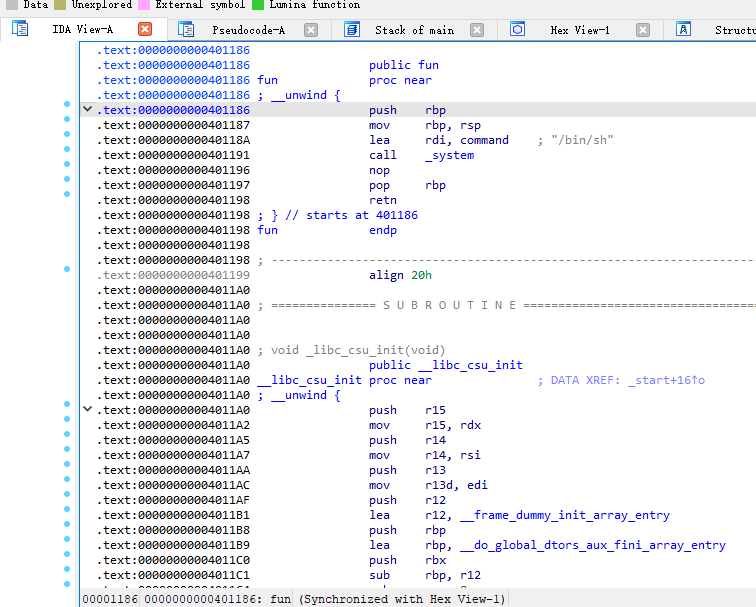 Data Unexplored External symbol Lumina function
IDA View-A Pseudocode-A Stack of main Hex View-1 Structu
.text:0000000000401186
.text:0000000000401186 public fun
.text:0000000000401186 fun proc near
.text:0000000000401186 ; __unwind {
.text:0000000000401186 push rbp
.text:0000000000401187 mov rbp, rsp
.text:000000000040118A lea rdi, command ; "/bin/sh"
.text:0000000000401191 call _system
.text:0000000000401196 nop
.text:0000000000401197 pop rbp
.text:0000000000401198 retn
.text:0000000000401198 ; } // starts at 401186
.text:0000000000401198 fun endp
.text:0000000000401198
.text:0000000000401198 ; ---------------------------------------------------------------
.text:0000000000401199 align 20h
.text:00000000004011A0
.text:00000000004011A0 ; =============== S U B R O U T I N E =================================
.text:00000000004011A0
.text:00000000004011A0
.text:00000000004011A0 ; void _libc_csu_init(void)
.text:00000000004011A0 public __libc_csu_init
.text:00000000004011A0 __libc_csu_init proc near ; DATA XREF: _start+16↑o
.text:00000000004011A0 ; __unwind {
.text:00000000004011A0 push r15
.text:00000000004011A2 mov r15, rdx
.text:00000000004011A5 push r14
.text:00000000004011A7 mov r14, rsi
.text:00000000004011AA push r13
.text:00000000004011AC mov r13d, edi
.text:00000000004011AF push r12
.text:00000000004011B1 lea r12, __frame_dummy_init_array_entry
.text:00000000004011B8 push rbp
.text:00000000004011B9 lea rbp, __do_global_dtors_aux_fini_array_entry
.text:00000000004011C0 push rbx
.text:00000000004011C1 sub rbp, r12
00001186 0000000000401186: fun (Synchronized with Hex View-1)